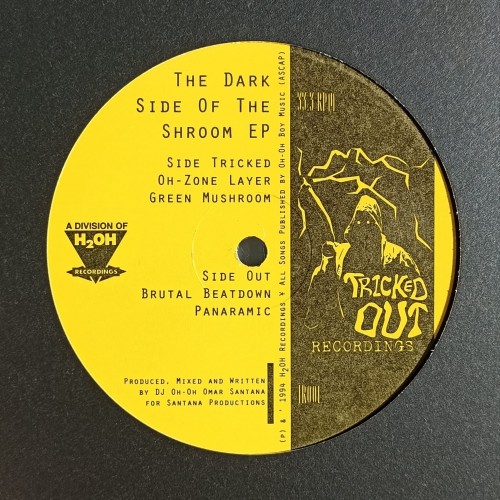 The Dark
Side Of The
Shroom EP
Side Tricked
Oh-Zone Layer
Green Mushroom
A DIVISION OF
H2OH
RECORDINGS
Side Out
Brutal Beatdown
Panaramic
Produced, Mixed and Written
by DJ Oh-Oh Omar Santana
for Santana Productions
(P) & ' 1994 H2OH Recordings ¥ All Songs Published by Oh-Oh Boy Music (ASCAP)
33.3 RPM
TRICKED
OUT
RECORDINGS